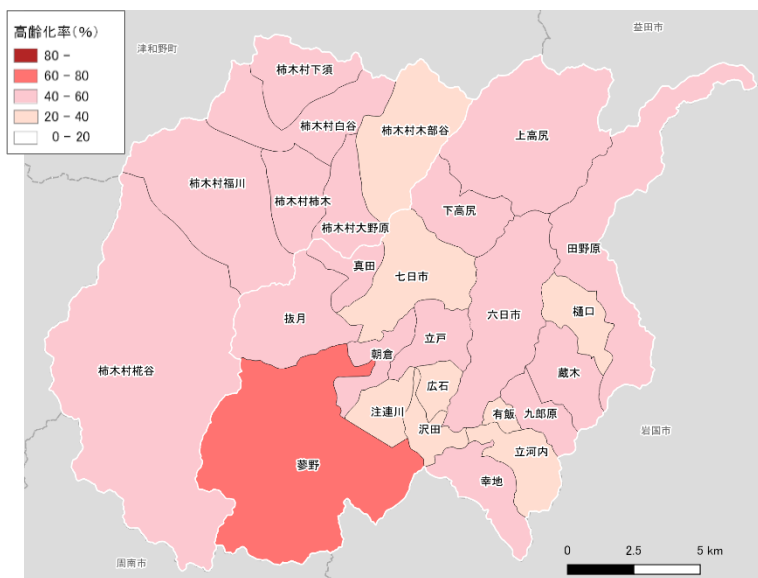 高齢化率(%)
80 -
60 - 80
40 - 60
20 - 40
0 - 20
津和野町
益田市
柿木村下須
柿木村白谷
柿木村木部谷
上高尻
柿木村福川
柿木村柿木
下高尻
柿木村大野原
田野原
真田
七日市
抜月
六日市
樋口
朝倉
立戸
柿木村椛谷
蔵木
広石
注連川
有飯
九郎原
沢田
岩国市
立河内
蓼野
幸地
周南市
0
2.5
5 km